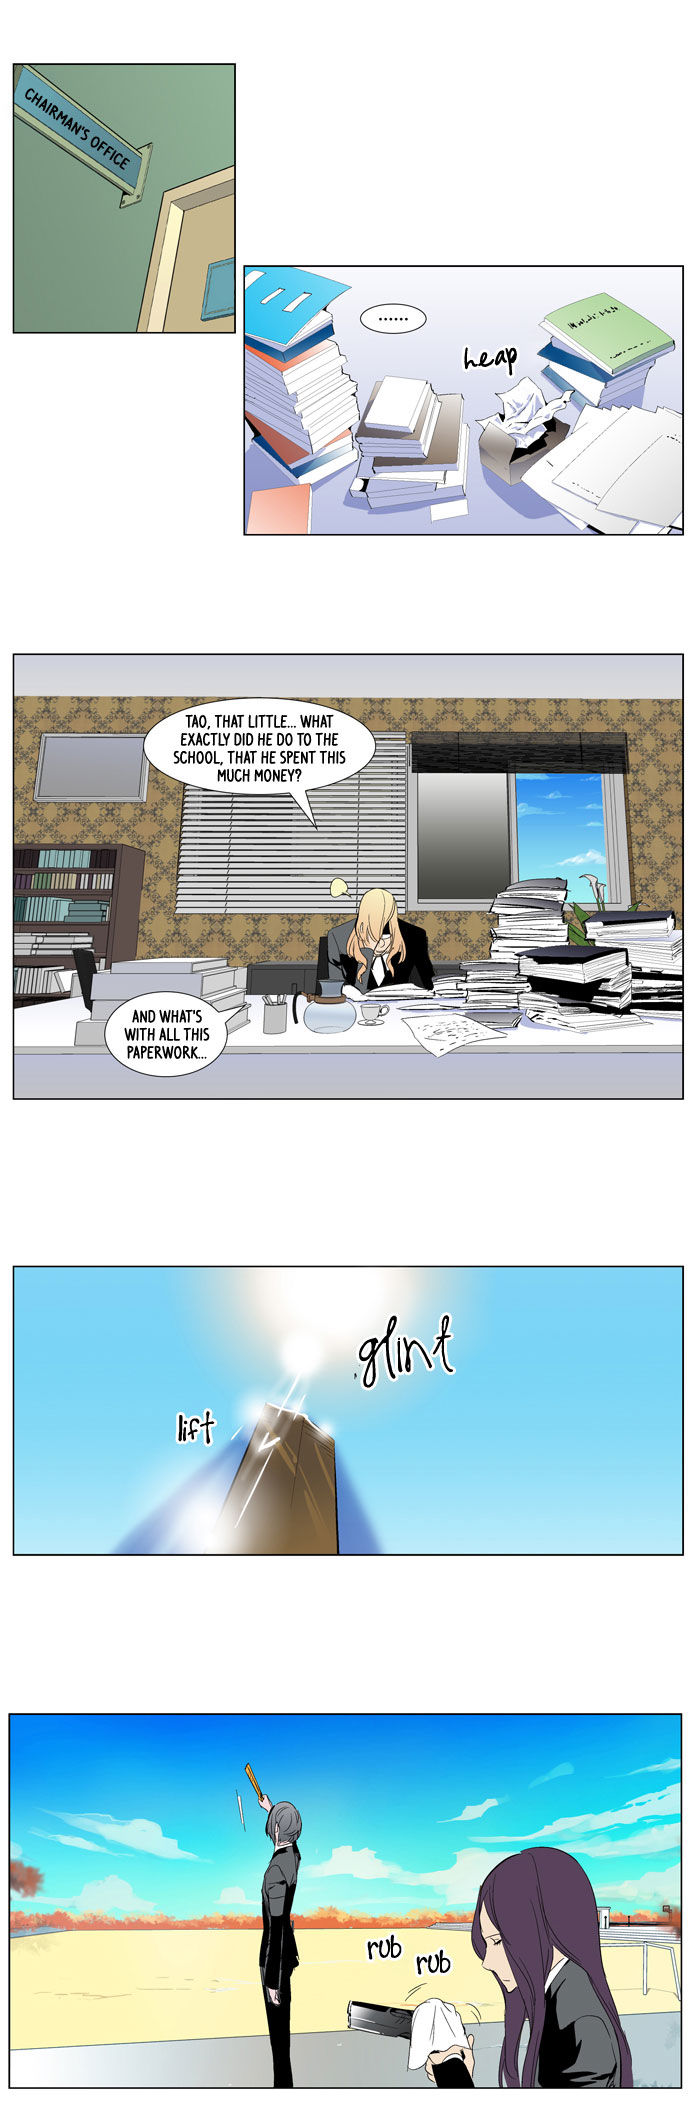 CHAIRMAN'S OFFICE
......
heap
TAO, THAT LITTLE... WHAT
EXACTLY DID HE DO TO THE
SCHOOL, THAT HE SPENT THIS
MUCH MONEY?
AND WHAT'S
WITH ALL THIS
PAPERWORK...
glint
lift
rub
rub